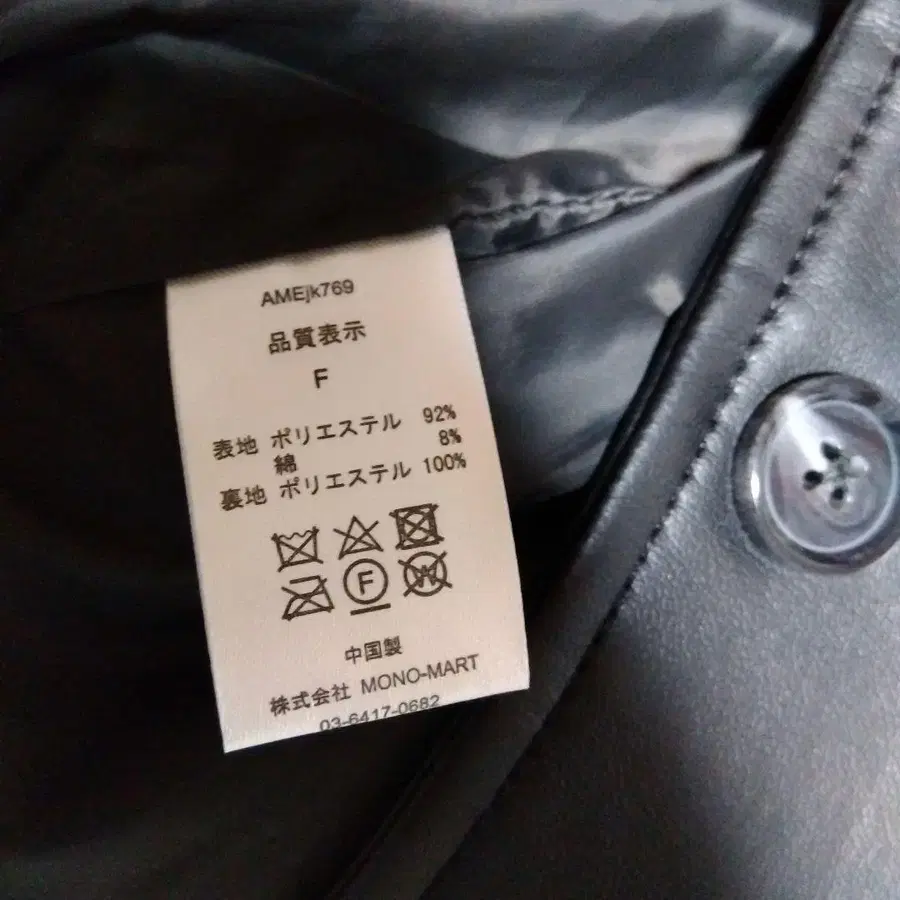 AMEjk769
品質表示
F
表地 ポリエステル 92%
綿 8%
裏地 ポリエステル 100%
F W
中国製
株式会社 MONO-MART
03-6417-0682